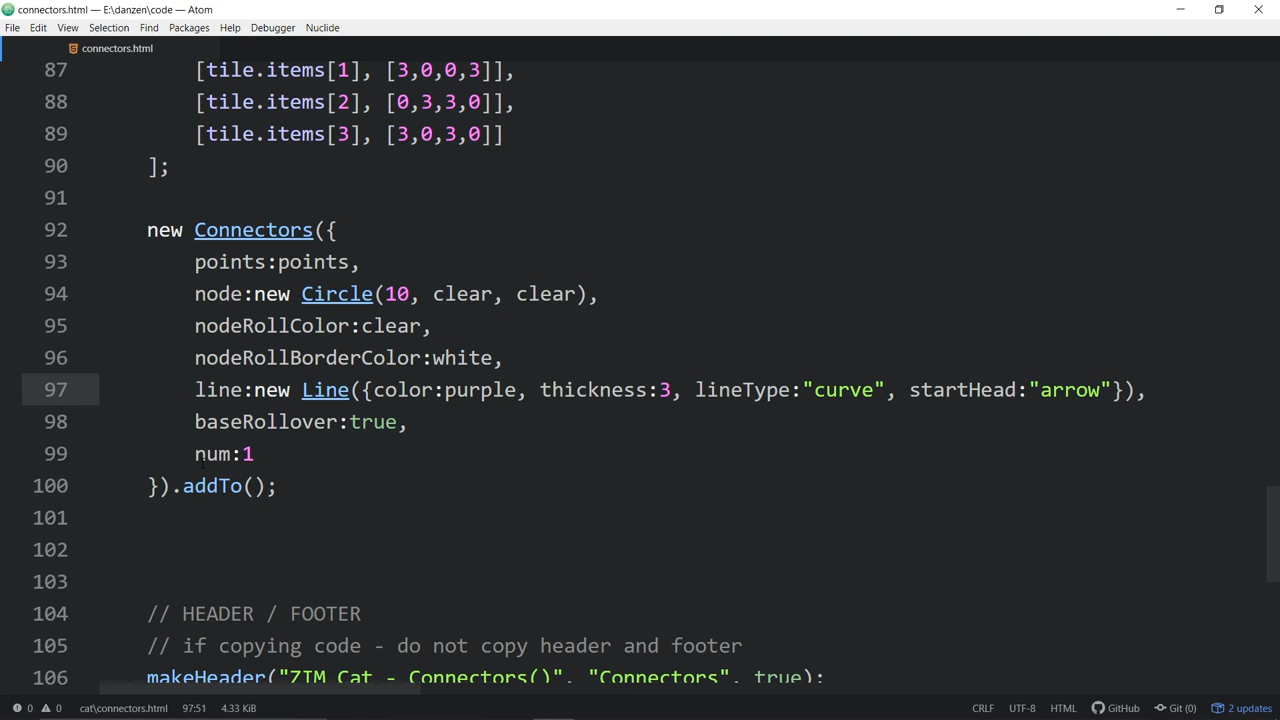 connectors.html — E:\danzen\code — Atom
File Edit View Selection Find Packages Help Debugger Nuclide
connectors.html
87 [tile.items[1], [3,0,0,3]],
88 [tile.items[2], [0,3,3,0]],
89 [tile.items[3], [3,0,3,0]]
90 ];
91
92 new Connectors({
93 points:points,
94 node:new Circle(10, clear, clear),
95 nodeRollColor:clear,
96 nodeRollBorderColor:white,
97 line:new Line({color:purple, thickness:3, lineType:"curve", startHead:"arrow"}),
98 baseRollover:true,
99 num:1
100 }).addTo();
101
102
103
104 // HEADER / FOOTER
105 // if copying code - do not copy header and footer
106 makeHeader("ZIM Cat - Connectors()", "Connectors", true);
0 0 cat\connectors.html 97:51 4.33 KiB CRLF UTF-8 HTML GitHub Git (0) 2 updates